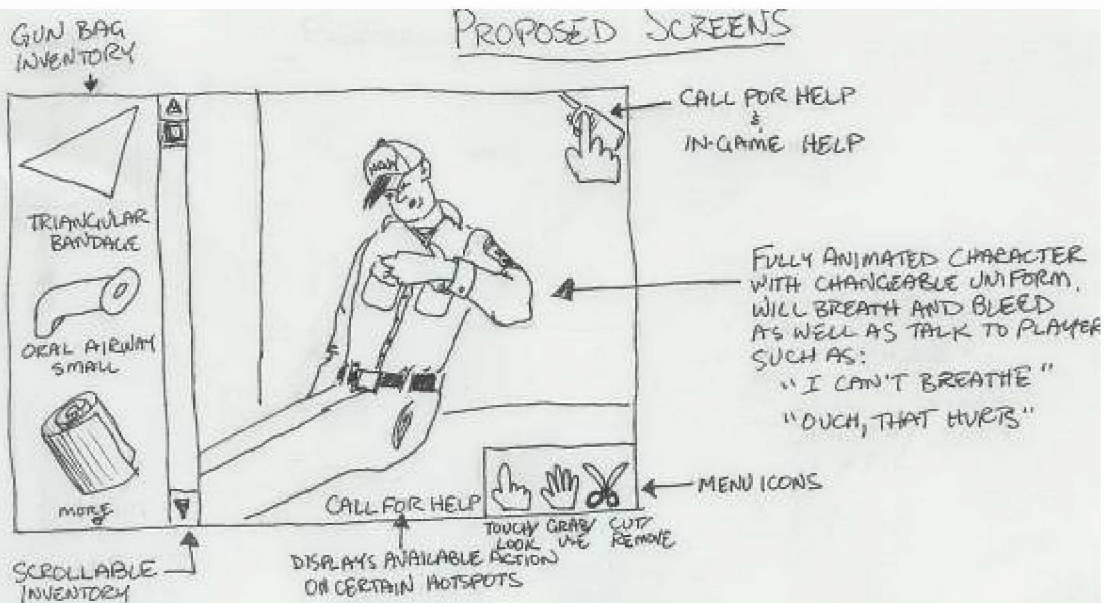 PROPOSED SCREENS
GUN BAG
INVENTORY
TRIANGULAR
BANDAGE
ORAL AIRWAY
SMALL
MORE
SCROLLABLE
INVENTORY
CALL FOR HELP
&
IN-GAME HELP
FULLY ANIMATED CHARACTER
WITH CHANGEABLE UNIFORM.
WILL BREATH AND BLEED
AS WELL AS TALK TO PLAYER
SUCH AS:
"I CAN'T BREATHE"
"OUCH, THAT HURTS"
MENU ICONS
CALL FOR HELP
TOUCH/
LOOK
GRAB/
USE
CUT/
REMOVE
DISPLAYS AVAILABLE ACTION
ON CERTAIN HOTSPOTS